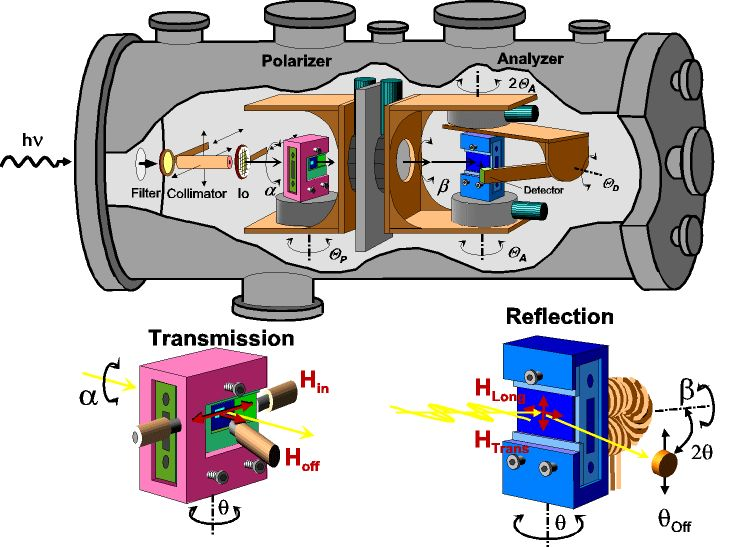 Polarizer
Analyzer
2ΘA
hν
α
β
Filter
Collimator
Io
Detector
ΘD
ΘP
ΘA
Transmission
Reflection
α
Hin
Hoff
θ
HLong
HTrans
β
2θ
θOff
θ